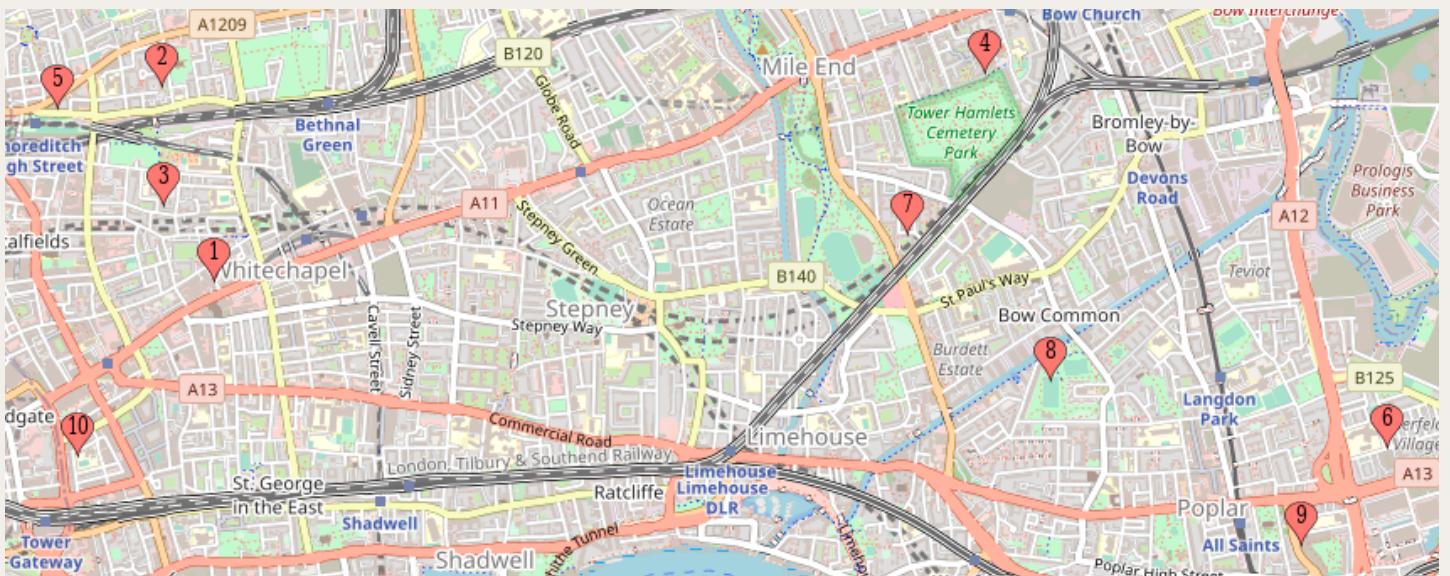 A1209
Bow Church
Bow Interchange
2
B120
4
5
Mile End
Globe Road
Tower Hamlets
Cemetery
Park
Bethnal
Green
Bromley-by-
Bow
horeditch
gh Street
3
Devons
Road
Prologis
Business
Park
A11
Ocean
Estate
7
A12
Stepney Green
alfields
1
Whitechapel
B140
St Paul's Way
Teviot
Stepney
Stepney Way
Bow Common
Cavell Street
Sidney Street
Burdett
Estate
8
B125
A13
Langdon
Park
dgate
10
Commercial Road
Limehouse
6
Village
London, Tilbury & Southend Railway
A13
St. George
in the East
Ratcliffe
Limehouse
Limehouse
DLR
Poplar
9
Shadwell
All Saints
Tower
Gateway
Shadwell
the Tunnel
Poplar High Street